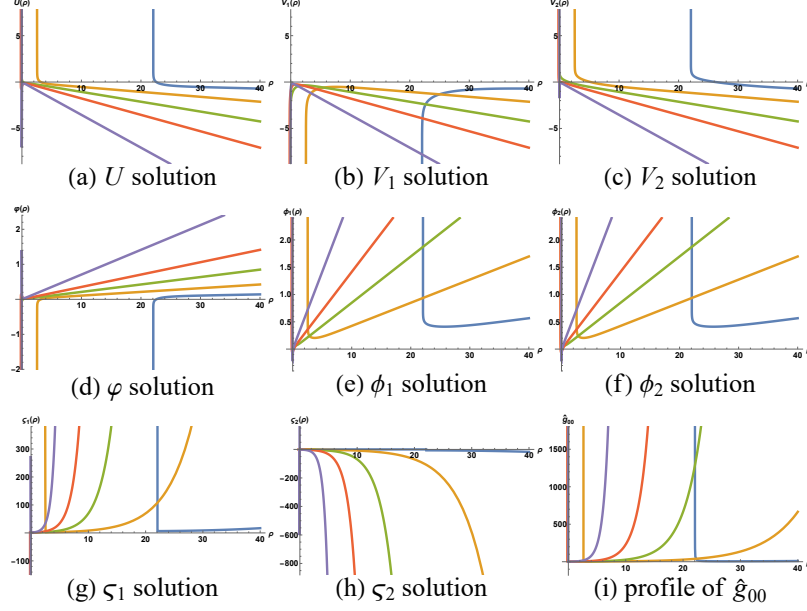 U(ρ) V₁(ρ) V₂(ρ)
5 5 5
10 20 30 40 ρ 10 20 30 40 ρ 10 20 30 40
-5 -5 -5
(a) U solution (b) V₁ solution (c) V₂ solution
φ(ρ) ϕ₁(ρ) ϕ₂(ρ)
2 2.0 2.0
1 1.5 1.5
10 20 30 40 ρ 1.0 1.0
-1 0.5 0.5
-2 10 20 30 40 ρ 10 20 30 40
(d) φ solution (e) ϕ₁ solution (f) ϕ₂ solution
ς₁(ρ) ς₂(ρ) ĝ₀₀
300 10 20 30 40 ρ 1500
200 -200 1000
100 -400 500
10 20 30 40 ρ -600
-100 -800 10 20 30 40
(g) ς₁ solution (h) ς₂ solution (i) profile of ĝ₀₀